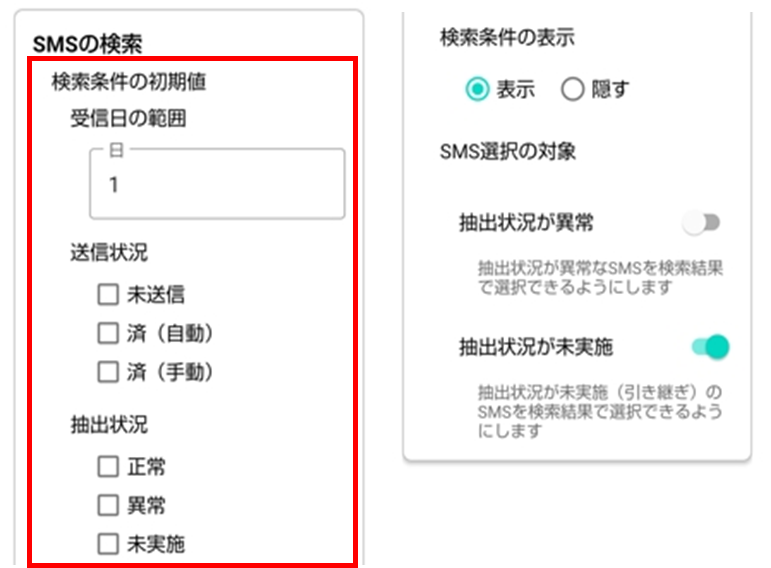 SMSの検索
検索条件の初期値
受信日の範囲
日
1
送信状況
未送信
済（自動）
済（手動）
抽出状況
正常
異常
未実施
検索条件の表示
表示
隠す
SMS選択の対象
抽出状況が異常
抽出状況が異常なSMSを検索結果
で選択できるようにします
抽出状況が未実施
抽出状況が未実施（引き継ぎ）の
SMSを検索結果で選択できるよう
にします